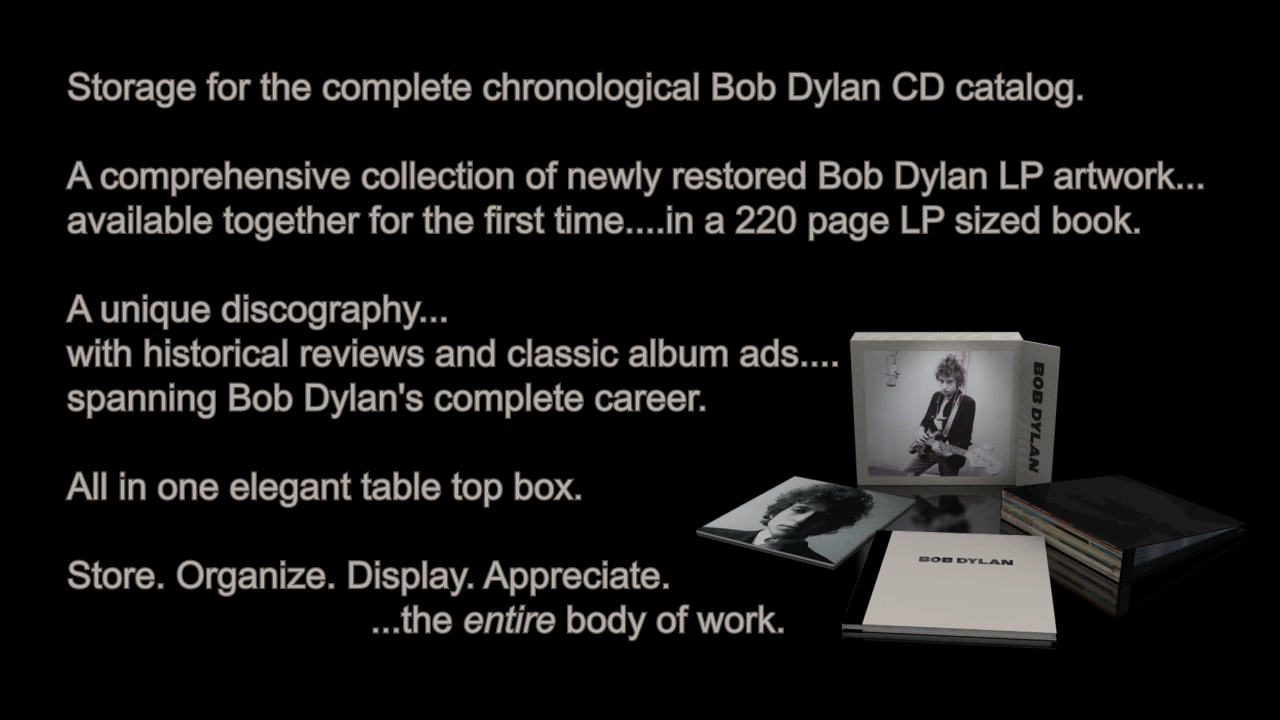 Storage for the complete chronological Bob Dylan CD catalog.
A comprehensive collection of newly restored Bob Dylan LP artwork...
available together for the first time....in a 220 page LP sized book.
A unique discography...
with historical reviews and classic album ads....
spanning Bob Dylan's complete career.
All in one elegant table top box.
Store. Organize. Display. Appreciate.
...the entire body of work.
BOB DYLAN
BOB DYLAN